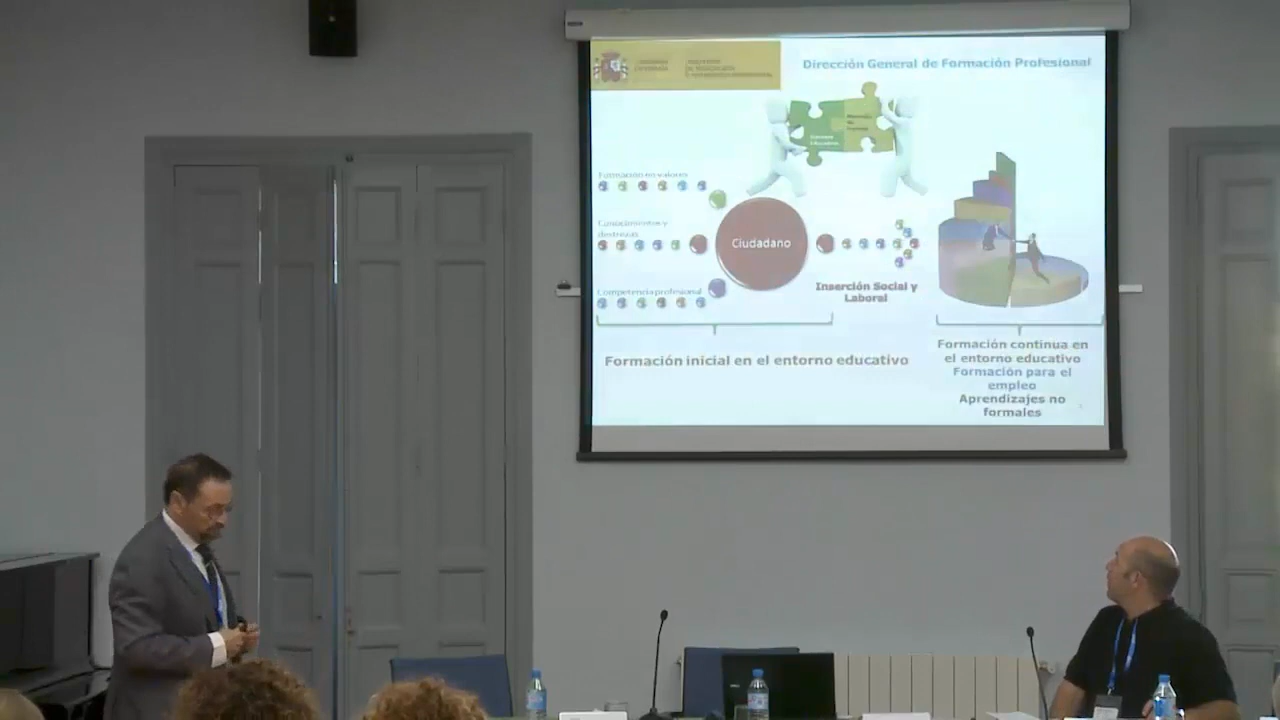 Dirección General de Formación Profesional
Formación en valores
Conocimientos y
destrezas
Ciudadano
Competencia profesional
Inserción Social y
Laboral
Formación inicial en el entorno educativo
Formación continua en
el entorno educativo
Formación para el
empleo
Aprendizajes no
formales